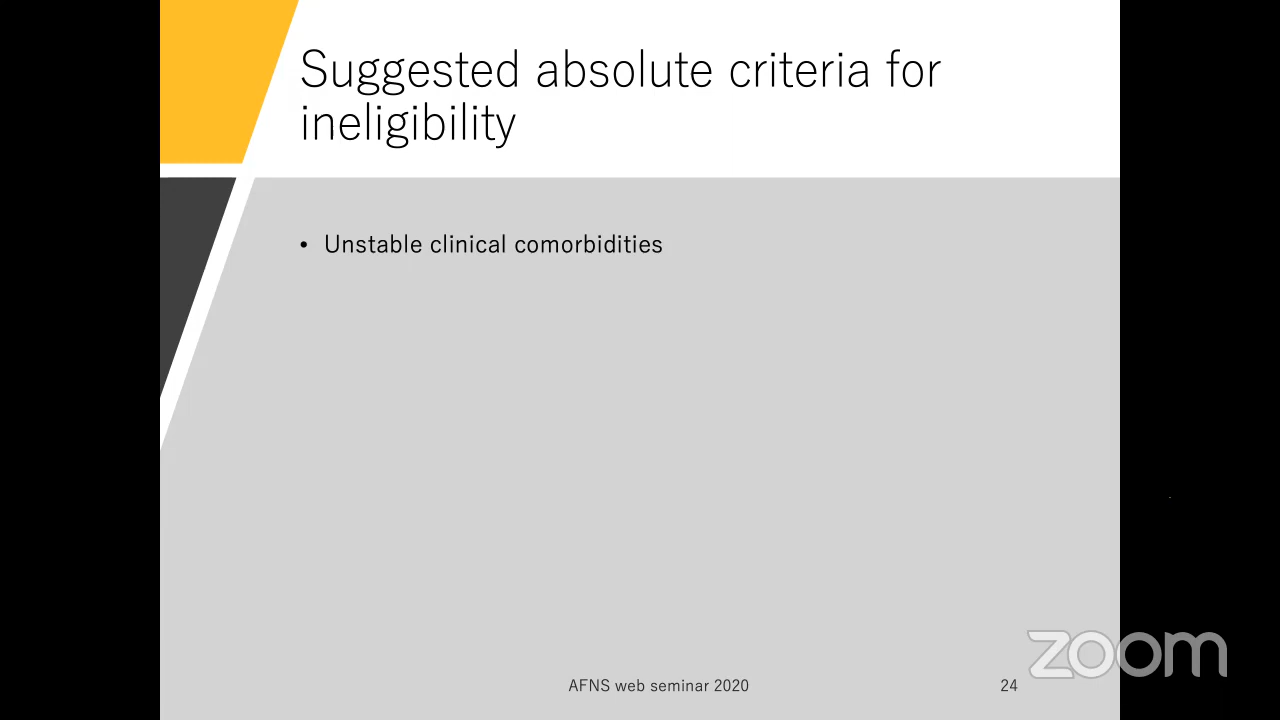 Suggested absolute criteria for
ineligibility
• Unstable clinical comorbidities
AFNS web seminar 2020
24
zoom